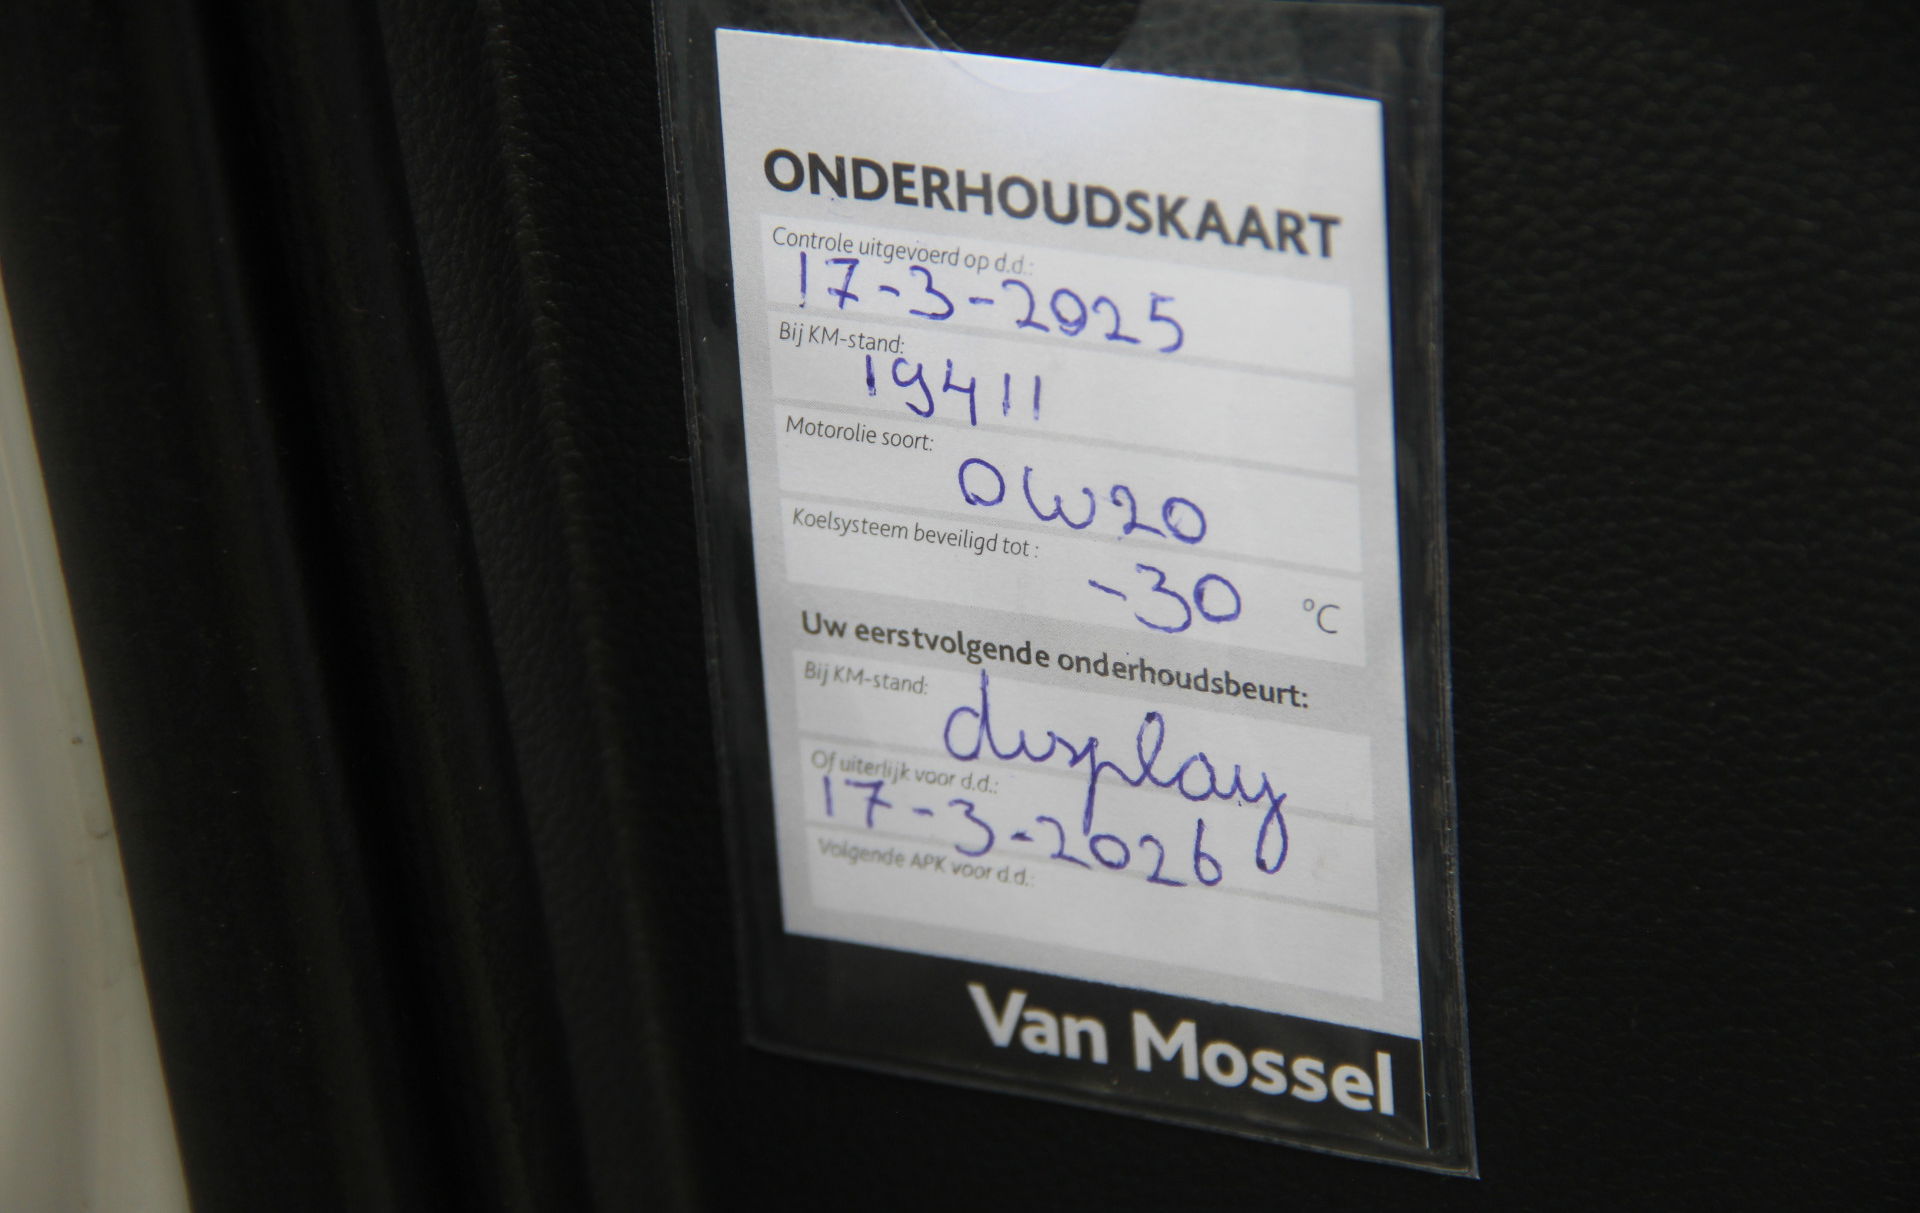 ONDERHOUDSKAART
Controle uitgevoerd op d.d.:
17-3-2025
Bij KM-stand:
19411
Motorolie soort:
0W20
Koelsysteem beveiligd tot :
-30 °C
Uw eerstvolgende onderhoudsbeurt:
Bij KM-stand:
display
Of uiterlijk voor d.d.:
17-3-2026
Volgende APK voor d.d.:
Van Mossel